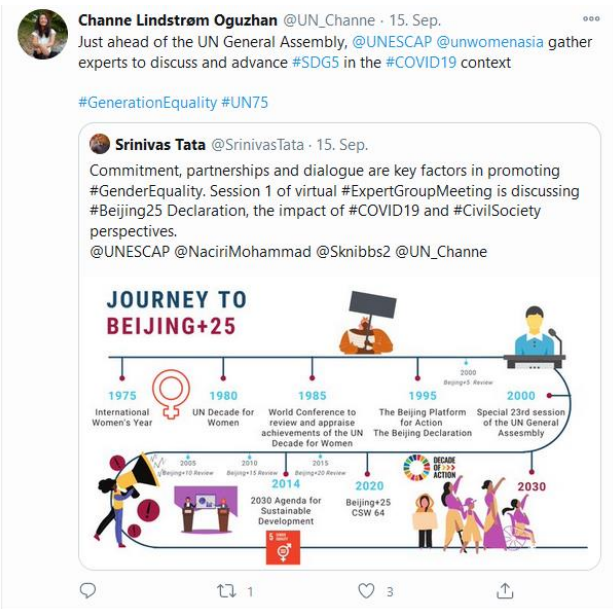 Channe Lindstrøm Oguzhan @UN_Channe · 15. Sep.
Just ahead of the UN General Assembly, @UNESCAP @unwomenasia gather
experts to discuss and advance #SDG5 in the #COVID19 context
#GenerationEquality #UN75
Srinivas Tata @SrinivasTata · 15. Sep.
Commitment, partnerships and dialogue are key factors in promoting
#GenderEquality. Session 1 of virtual #ExpertGroupMeeting is discussing
#Beijing25 Declaration, the impact of #COVID19 and #CivilSociety
perspectives.
@UNESCAP @NaciriMohammad @Sknibbs2 @UN_Channe
JOURNEY TO
BEIJING+25
1975
International
Women's Year
1980
UN Decade for
Women
1985
World Conference to
review and appraise
achievements of the UN
Decade for Women
1995
The Beijing Platform
for Action
The Beijing Declaration
2000
Beijing+5 Review
2000
Special 23rd session
of the UN General
Assesmbly
2005
Beijing+10 Review
2010
Beijing+15 Review
2015
Beijing+20 Review
2014
2030 Agenda for
Sustainable
Development
5
2020
Beijing+25
CSW 64
DECADE
OF>>>
ACTION
2030
1
3